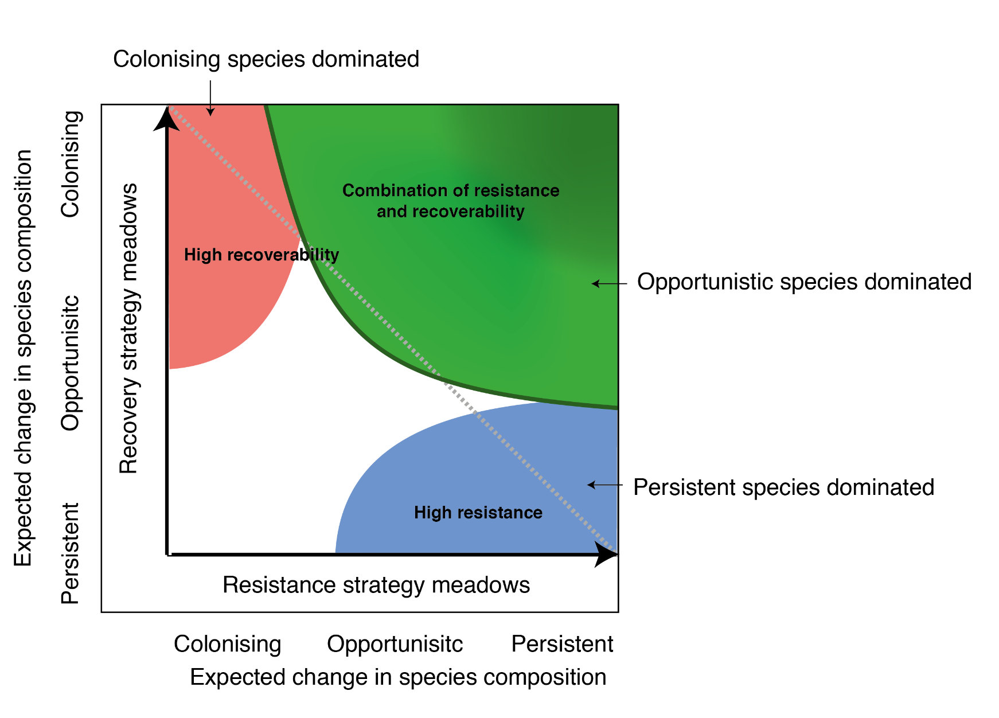 Colonising species dominated
Expected change in species composition
Colonising
Opportunisitc
Persistent
Recovery strategy meadows
Combination of resistance
and recoverability
High recoverability
Opportunistic species dominated
Persistent species dominated
High resistance
Resistance strategy meadows
Colonising Opportunisitc Persistent
Expected change in species composition